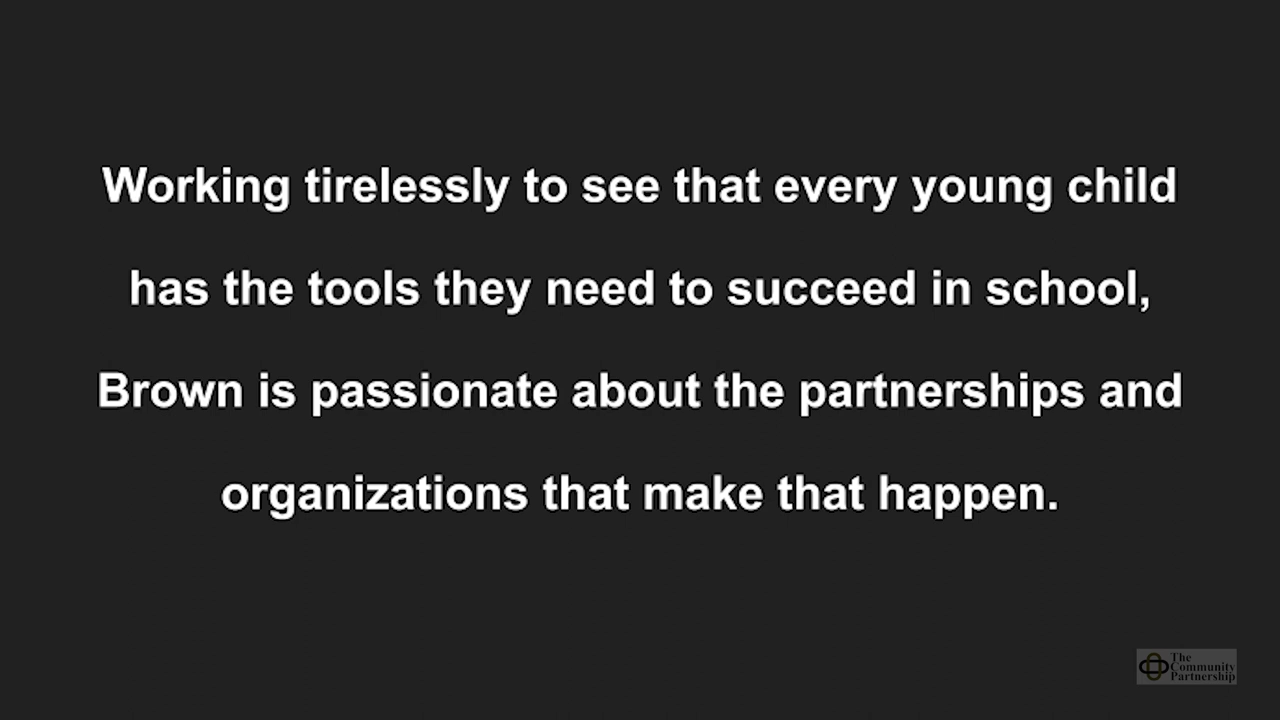 Working tirelessly to see that every young child
has the tools they need to succeed in school,
Brown is passionate about the partnerships and
organizations that make that happen.
The
Community
Partnership